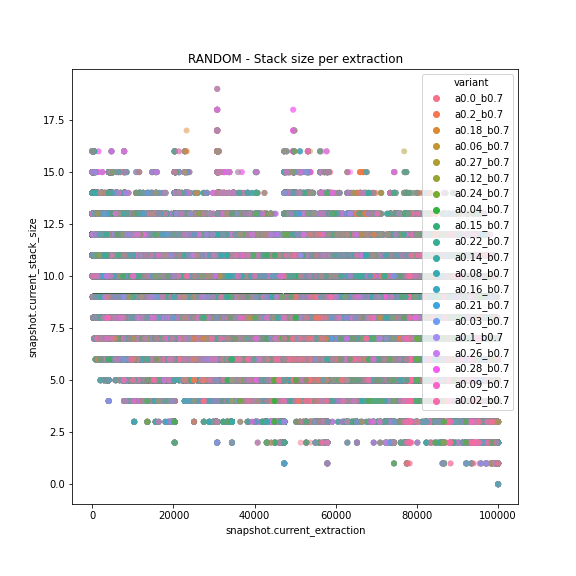 RANDOM - Stack size per extraction
variant
a0.0_b0.7
a0.2_b0.7
a0.18_b0.7
a0.06_b0.7
a0.27_b0.7
a0.12_b0.7
a0.24_b0.7
a0.04_b0.7
a0.15_b0.7
a0.22_b0.7
a0.14_b0.7
a0.08_b0.7
a0.16_b0.7
a0.21_b0.7
a0.03_b0.7
a0.1_b0.7
a0.26_b0.7
a0.28_b0.7
a0.09_b0.7
a0.02_b0.7
17.5
15.0
12.5
10.0
7.5
5.0
2.5
0.0
snapshot.current_stack_size
0 20000 40000 60000 80000 100000
snapshot.current_extraction